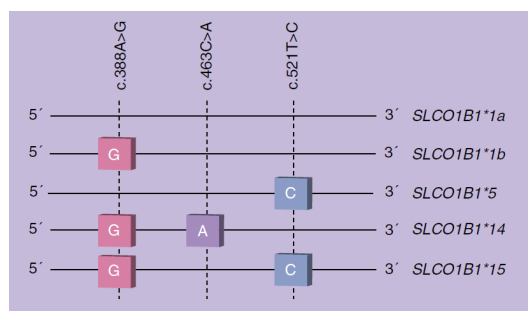 c.388A>G c.463C>A c.521T>C
5´ 3´ SLCO1B1*1a
5´ G 3´ SLCO1B1*1b
5´ C 3´ SLCO1B1*5
5´ G A 3´ SLCO1B1*14
5´ G C 3´ SLCO1B1*15